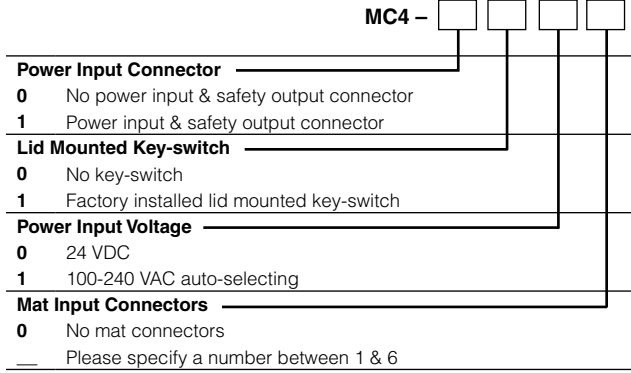 MC4 –
Power Input Connector
0 No power input & safety output connector
1 Power input & safety output connector
Lid Mounted Key-switch
0 No key-switch
1 Factory installed lid mounted key-switch
Power Input Voltage
0 24 VDC
1 100-240 VAC auto-selecting
Mat Input Connectors
0 No mat connectors
__ Please specify a number between 1 & 6